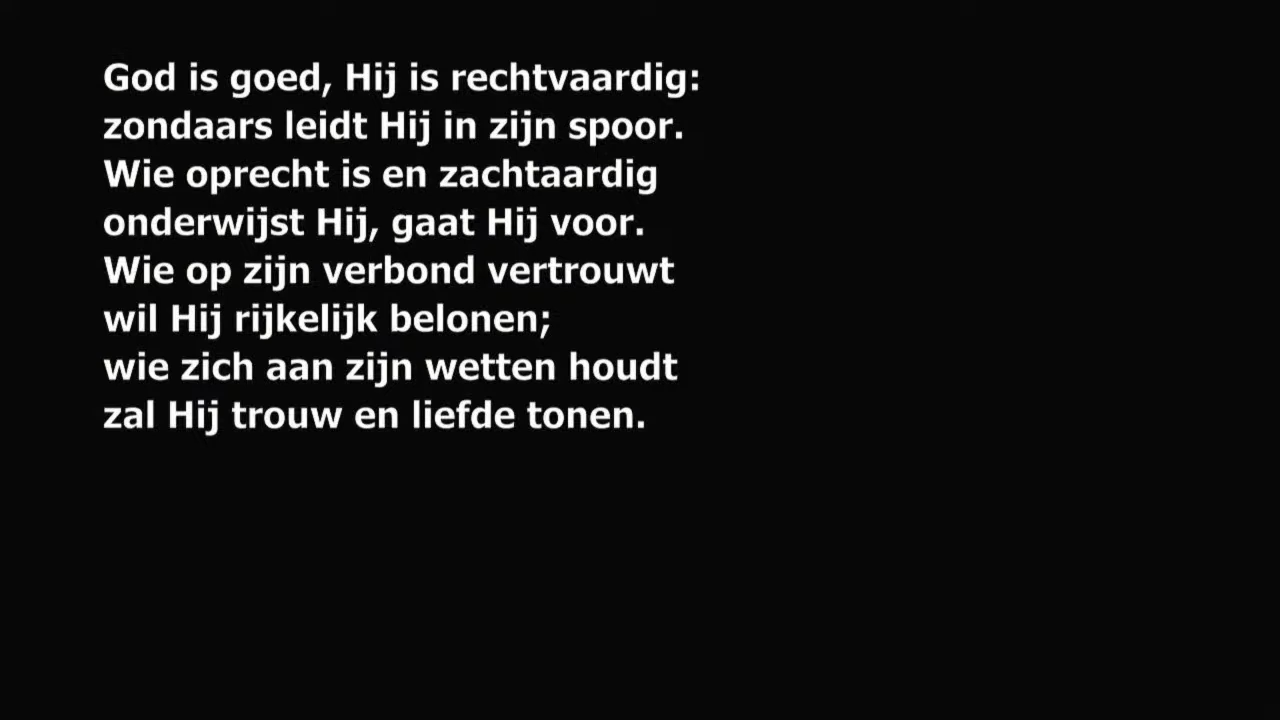 God is goed, Hij is rechtvaardig:
zondaars leidt Hij in zijn spoor.
Wie oprecht is en zachtaardig
onderwijst Hij, gaat Hij voor.
Wie op zijn verbond vertrouwt
wil Hij rijkelijk belonen;
wie zich aan zijn wetten houdt
zal Hij trouw en liefde tonen.